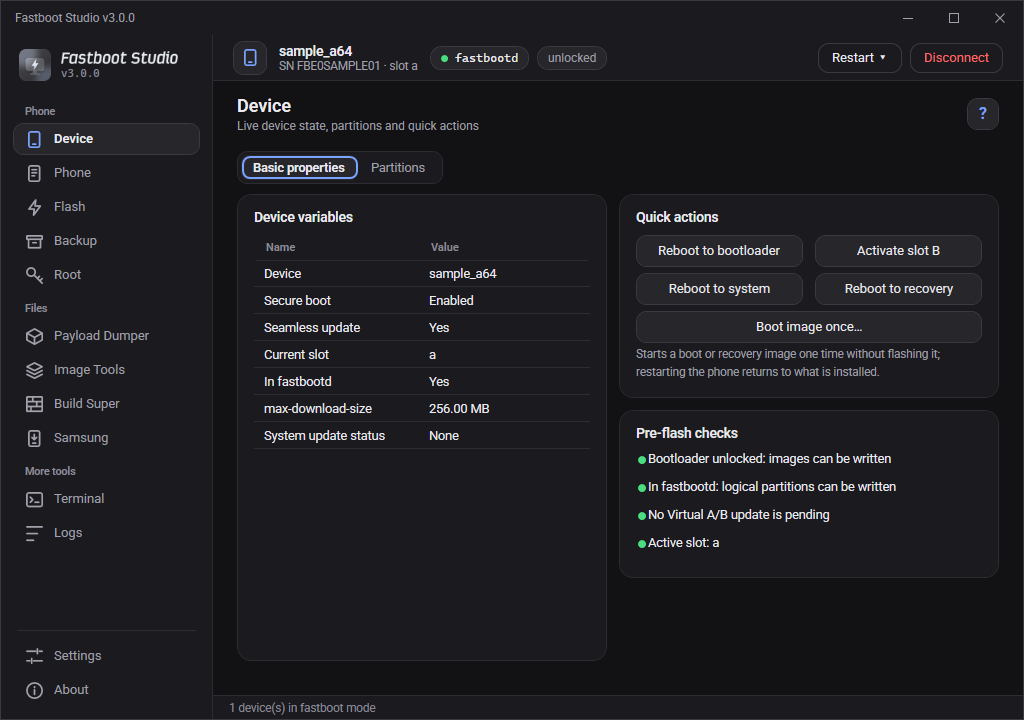 Fastboot Studio v3.0.0
Fastboot Studio
v3.0.0
Phone
Device
Phone
Flash
Backup
Root
Files
Payload Dumper
Image Tools
Build Super
Samsung
More tools
Terminal
Logs
Settings
About
sample_a64
SN FBE0SAMPLE01 · slot a
fastbootd
unlocked
Restart ▾
Disconnect
Device
Live device state, partitions and quick actions
?
Basic properties
Partitions
Device variables
Name Value
Device sample_a64
Secure boot Enabled
Seamless update Yes
Current slot a
In fastbootd Yes
max-download-size 256.00 MB
System update status None
Quick actions
Reboot to bootloader
Activate slot B
Reboot to system
Reboot to recovery
Boot image once...
Starts a boot or recovery image one time without flashing it;
restarting the phone returns to what is installed.
Pre-flash checks
Bootloader unlocked: images can be written
In fastbootd: logical partitions can be written
No Virtual A/B update is pending
Active slot: a
1 device(s) in fastboot mode